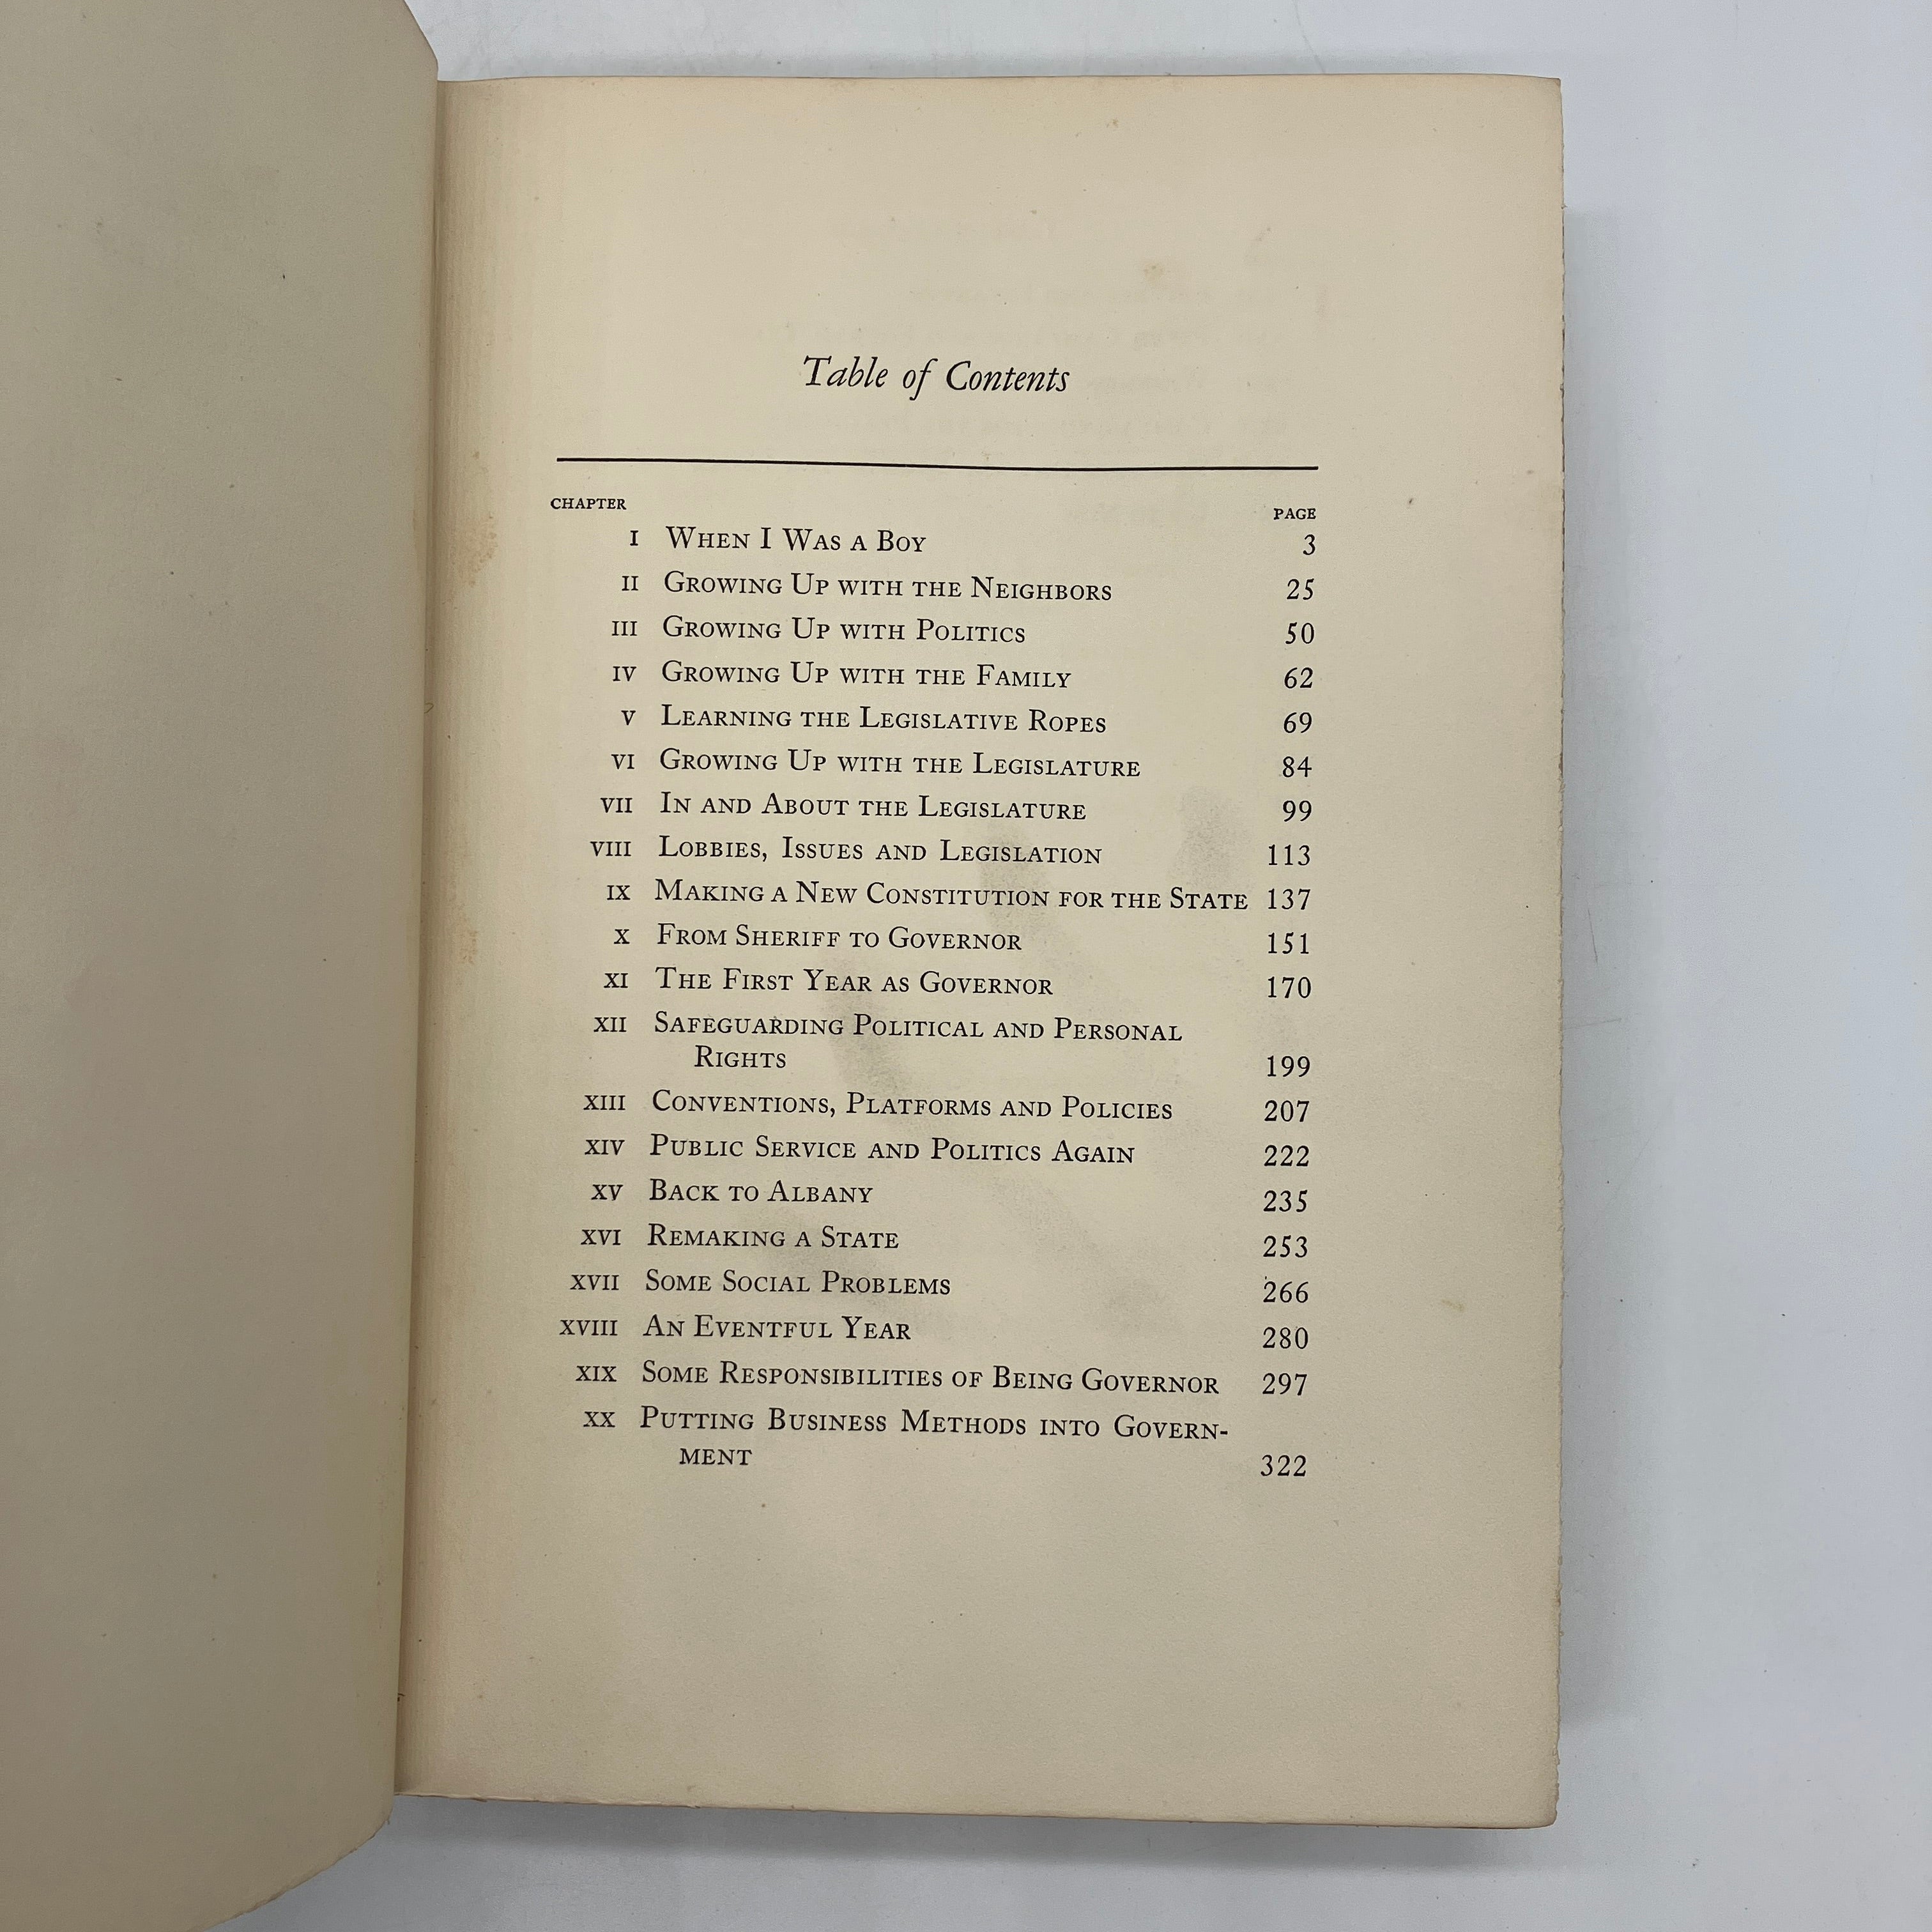 Table of Contents
CHAPTER PAGE
I When I Was a Boy 3
II Growing Up with the Neighbors 25
III Growing Up with Politics 50
IV Growing Up with the Family 62
V Learning the Legislative Ropes 69
VI Growing Up with the Legislature 84
VII In and About the Legislature 99
VIII Lobbies, Issues and Legislation 113
IX Making a New Constitution for the State 137
X From Sheriff to Governor 151
XI The First Year as Governor 170
XII Safeguarding Political and Personal
Rights 199
XIII Conventions, Platforms and Policies 207
XIV Public Service and Politics Again 222
XV Back to Albany 235
XVI Remaking a State 253
XVII Some Social Problems 266
XVIII An Eventful Year 280
XIX Some Responsibilities of Being Governor 297
XX Putting Business Methods into Govern-
ment 322